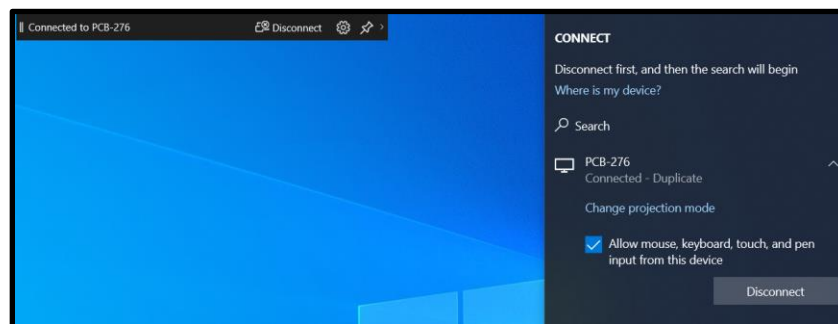 Connected to PCB-276
Disconnect
CONNECT
Disconnect first, and then the search will begin
Where is my device?
Search
PCB-276
Connected - Duplicate
Change projection mode
Allow mouse, keyboard, touch, and pen
input from this device
Disconnect